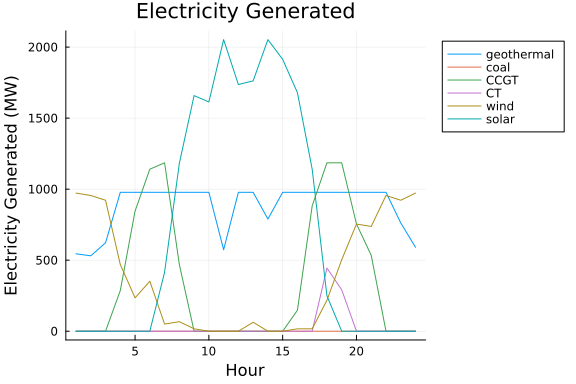 Electricity Generated
Electricity Generated (MW)
2000
1500
1000
500
0
5
10
15
20
Hour
geothermal
coal
CCGT
CT
wind
solar